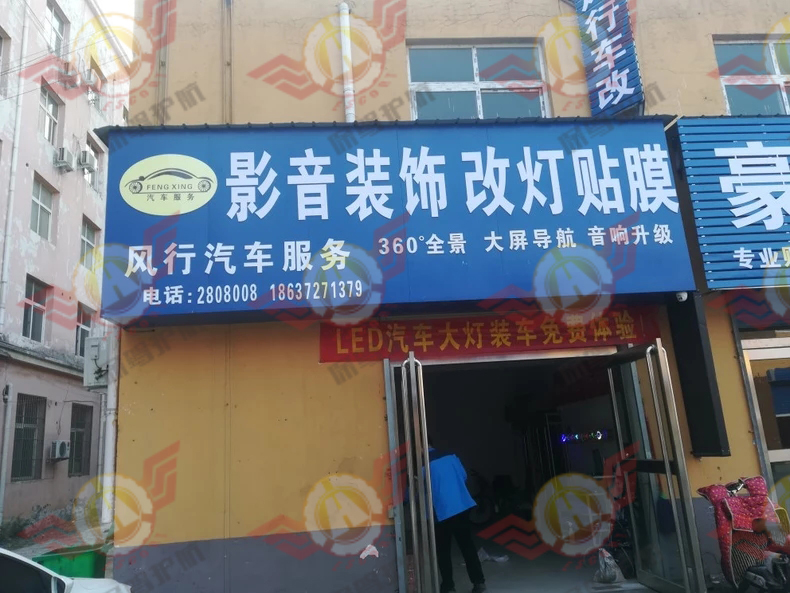 风行车改
FENG XING
汽车服务
影音装饰 改灯贴膜
风行汽车服务 360°全景 大屏导航 音响升级
电话:2808008 18637271379
豪
专业贴
LED汽车大灯装车免费体验